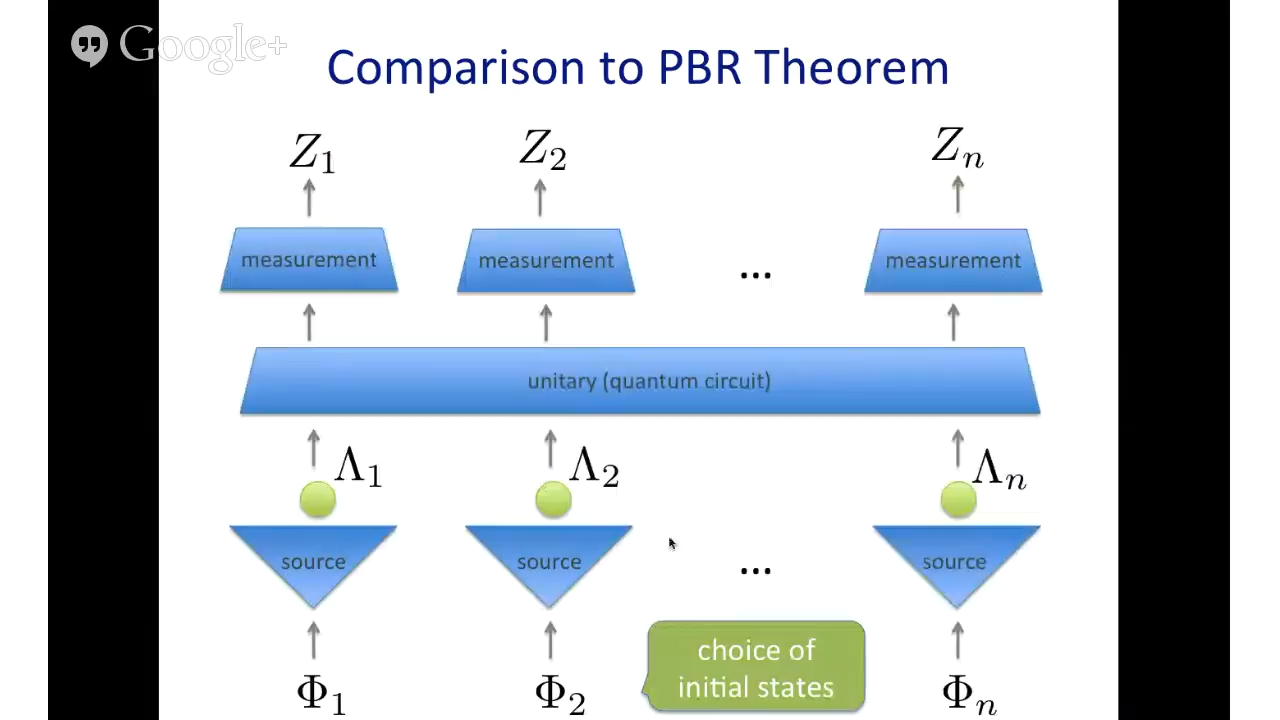 Google+
Comparison to PBR Theorem
Z₁ Z₂ Zₙ
measurement measurement ... measurement
unitary (quantum circuit)
Λ₁ Λ₂ Λₙ
source source ... source
choice of
initial states
Φ₁ Φ₂ Φₙ